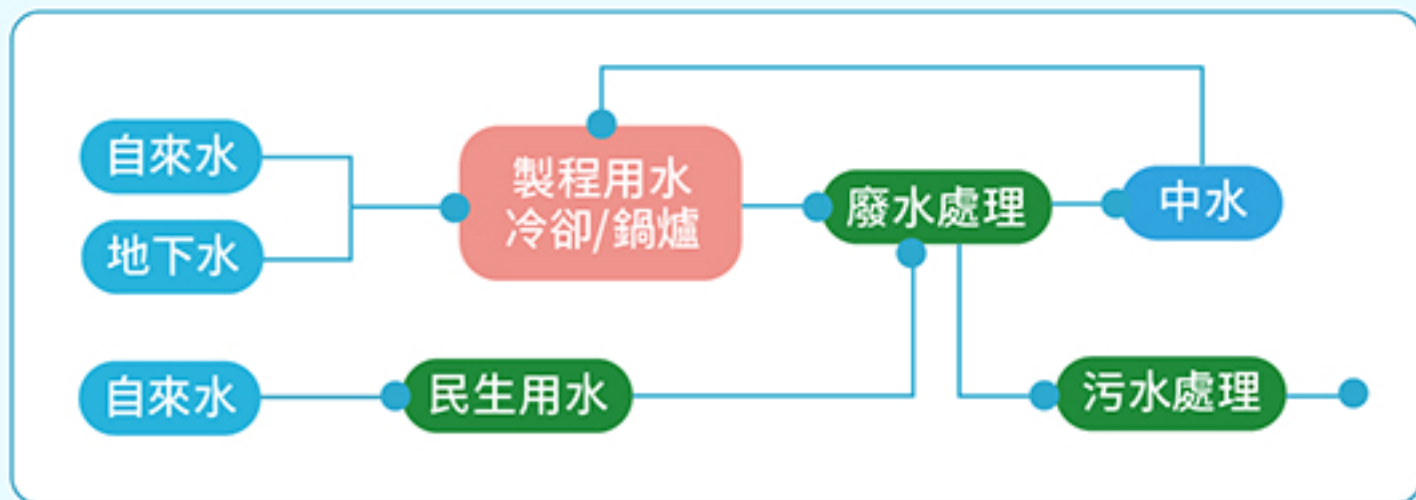 自來水
地下水
製程用水
冷卻/鍋爐
廢水處理
中水
自來水
民生用水
污水處理